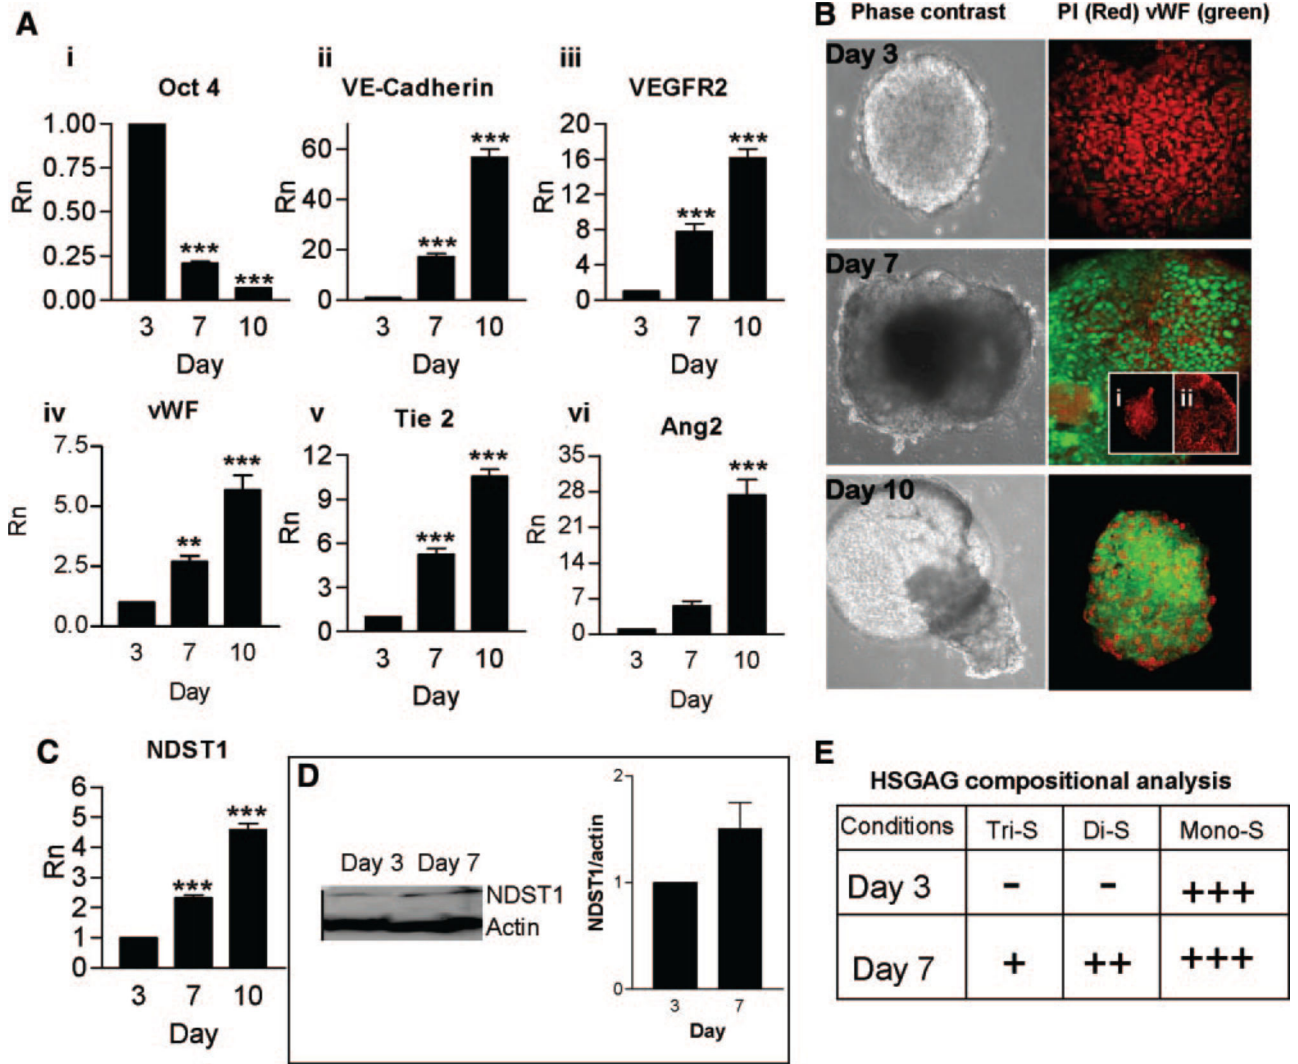 A
i
Oct 4
1.00
0.75
0.50
0.25
0.00
Rn
***
***
3 7 10
Day
ii
VE-Cadherin
60
40
20
0
Rn
***
***
3 7 10
Day
iii
VEGFR2
20
16
12
8
4
0
Rn
***
***
3 7 10
Day
iv
vWF
7.5
5.0
2.5
0.0
Rn
**
***
3 7 10
Day
v
Tie 2
12
9
6
3
0
Rn
***
***
3 7 10
Day
vi
Ang2
35
28
21
14
7
0
Rn
***
3 7 10
Day
B
Phase contrast PI (Red) vWF (green)
Day 3
Day 7
i ii
Day 10
C
NDST1
6
5
4
3
2
1
0
Rn
***
***
3 7 10
Day
D
Day 3 Day 7
NDST1
Actin
2
1
0
NDST1/actin
3 7
Day
E
HSGAG compositional analysis
Conditions Tri-S Di-S Mono-S
Day 3 - - +++
Day 7 + ++ +++